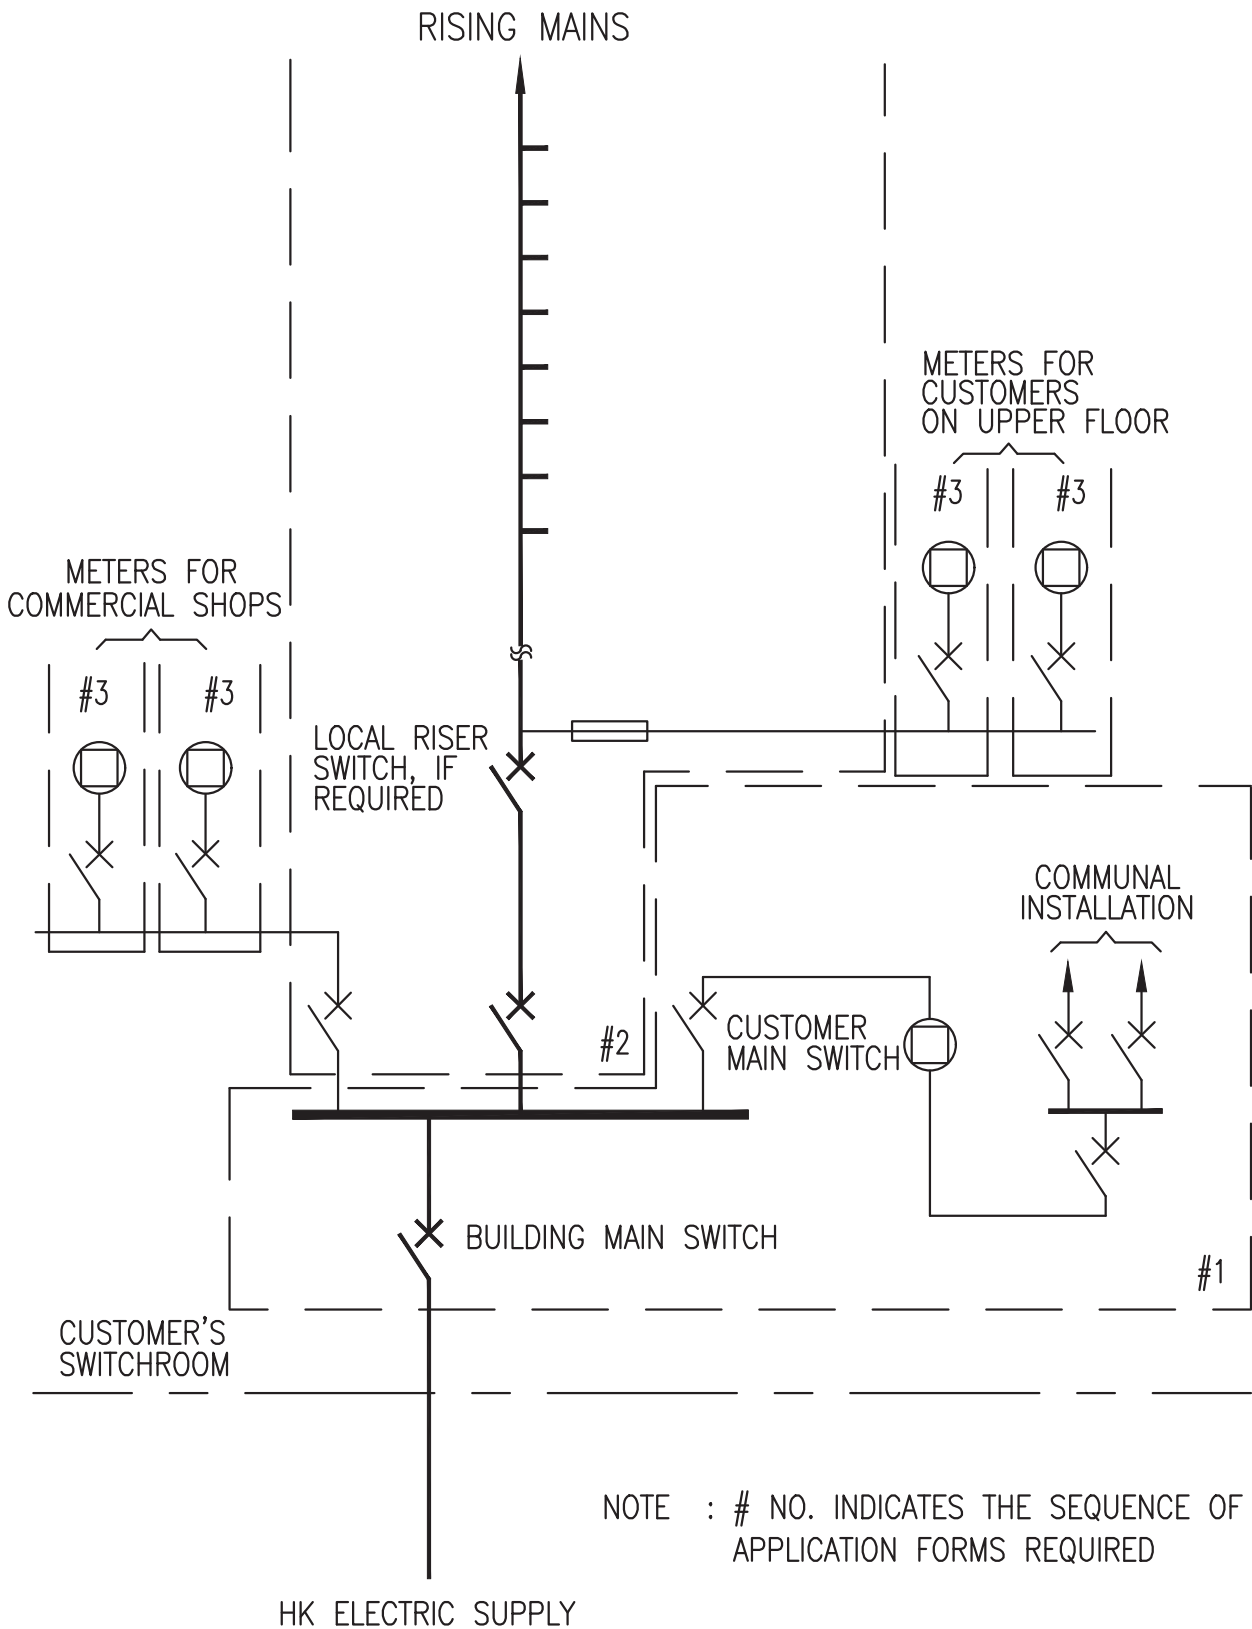 RISING MAINS
METERS FOR
CUSTOMERS
ON UPPER FLOOR
#3
#3
METERS FOR
COMMERCIAL SHOPS
#3
#3
LOCAL RISER
SWITCH, IF
REQUIRED
COMMUNAL
INSTALLATION
#2
CUSTOMER
MAIN SWITCH
BUILDING MAIN SWITCH
#1
CUSTOMER'S
SWITCHROOM
NOTE : # NO. INDICATES THE SEQUENCE OF
APPLICATION FORMS REQUIRED
HK ELECTRIC SUPPLY